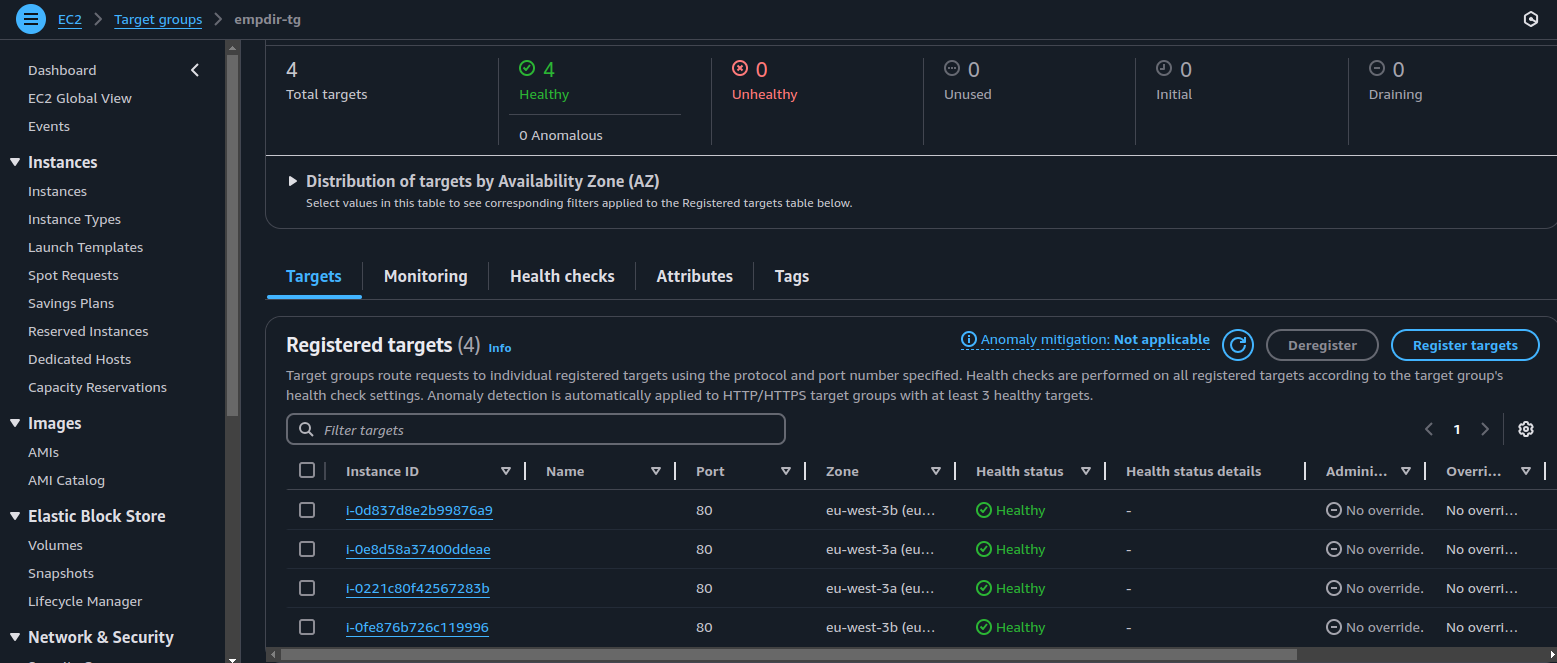 EC2 > Target groups > empdir-tg
Dashboard
EC2 Global View
Events
Instances
Instances
Instance Types
Launch Templates
Spot Requests
Savings Plans
Reserved Instances
Dedicated Hosts
Capacity Reservations
Images
AMIs
AMI Catalog
Elastic Block Store
Volumes
Snapshots
Lifecycle Manager
Network & Security
4
Total targets
4
Healthy
0 Anomalous
0
Unhealthy
0
Unused
0
Initial
0
Draining
Distribution of targets by Availability Zone (AZ)
Select values in this table to see corresponding filters applied to the Registered targets table below.
Targets Monitoring Health checks Attributes Tags
Registered targets (4) Info Anomaly mitigation: Not applicable Deregister Register targets
Target groups route requests to individual registered targets using the protocol and port number specified. Health checks are performed on all registered targets according to the target group's
health check settings. Anomaly detection is automatically applied to HTTP/HTTPS target groups with at least 3 healthy targets.
Filter targets 1
Instance ID Name Port Zone Health status Health status details Admini... Overri...
i-0d837d8e2b99876a9 80 eu-west-3b (eu... Healthy - No override. No overri...
i-0e8d58a37400ddeae 80 eu-west-3a (eu... Healthy - No override. No overri...
i-0221c80f42567283b 80 eu-west-3a (eu... Healthy - No override. No overri...
i-0fe876b726c119996 80 eu-west-3b (eu... Healthy - No override. No overri...